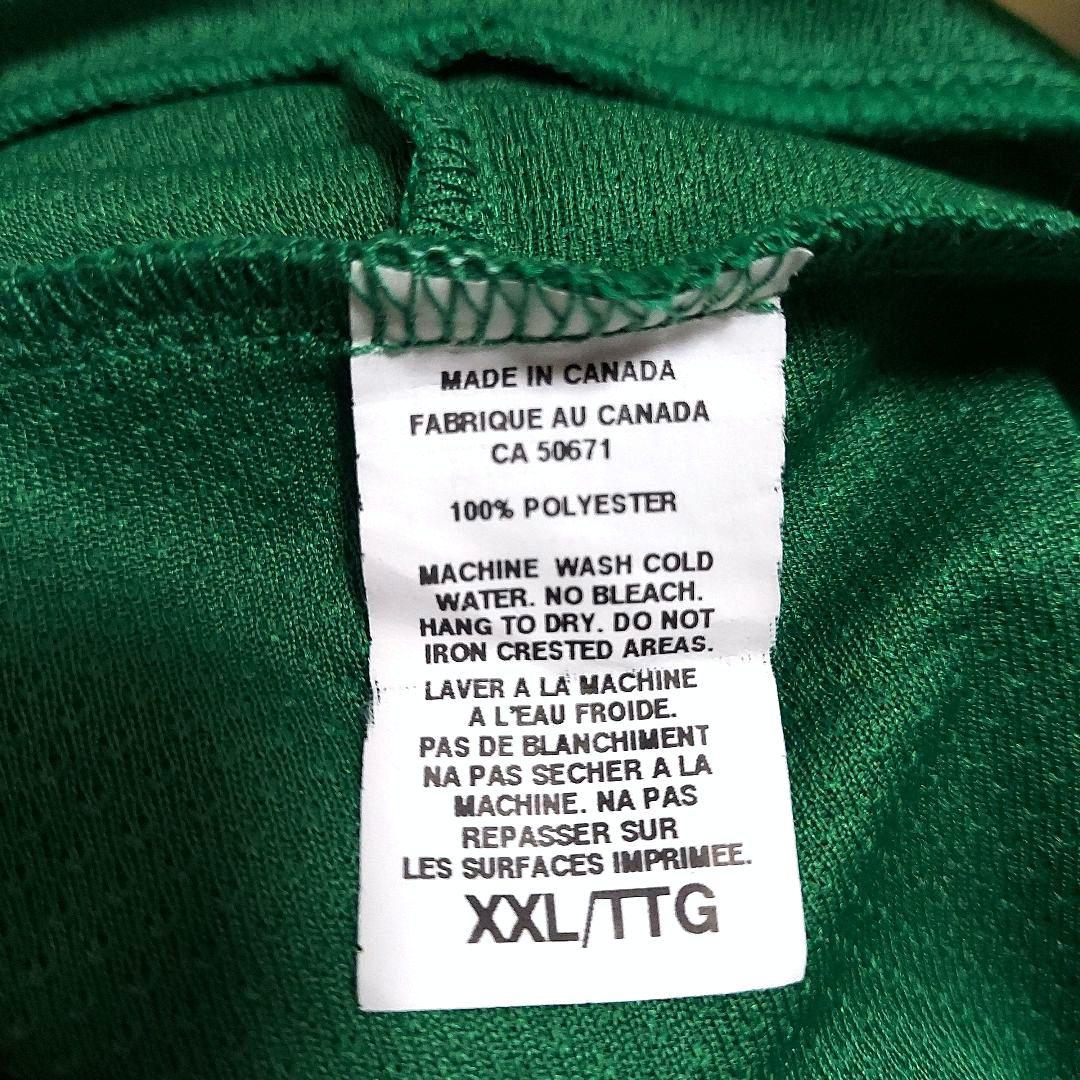 MADE IN CANADA
FABRIQUE AU CANADA
CA 50671
100% POLYESTER
MACHINE WASH COLD
WATER. NO BLEACH.
HANG TO DRY. DO NOT
IRON CRESTED AREAS.
LAVER A LA MACHINE
A L'EAU FROIDE.
PAS DE BLANCHIMENT
NA PAS SECHER A LA
MACHINE. NA PAS
REPASSER SUR
LES SURFACES IMPRIMEE.
XXL/TTG